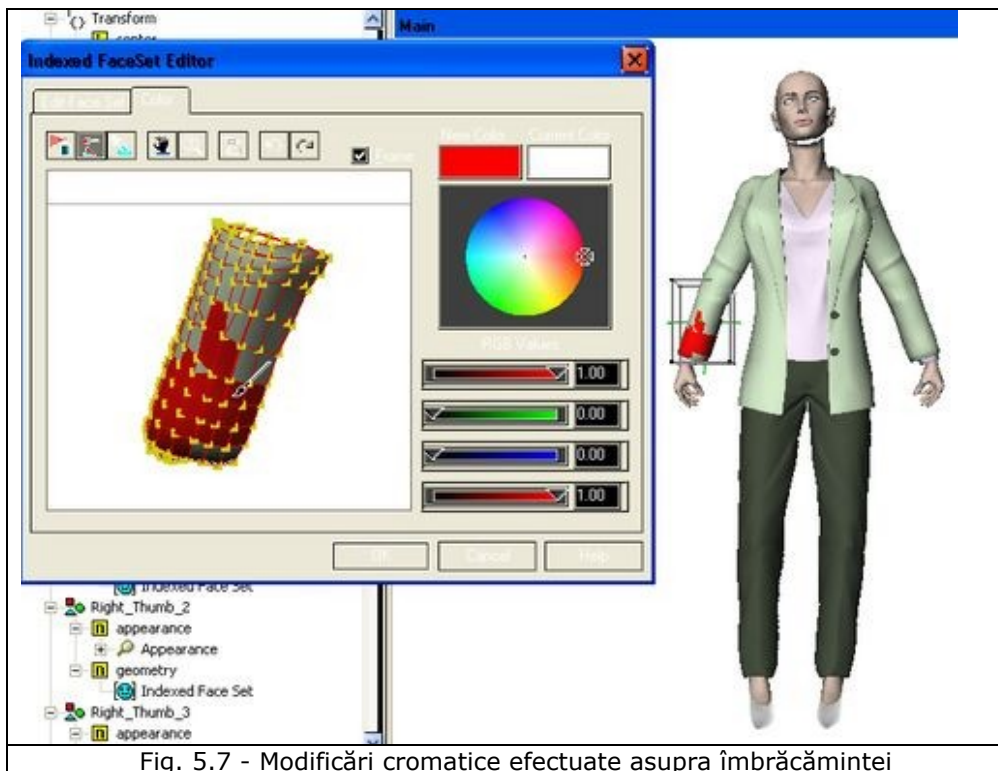 Transform
center
Main
Indexed FaceSet Editor
Edit Face Set
Color
Frame
New Color
Current Color
RGB Values
1.00
0.00
0.00
1.00
OK
Cancel
Help
Indexed Face Set
Right_Thumb_2
appearance
Appearance
geometry
Indexed Face Set
Right_Thumb_3
appearance
Fig. 5.7 - Modificări cromatice efectuate asupra îmbrăcămintei